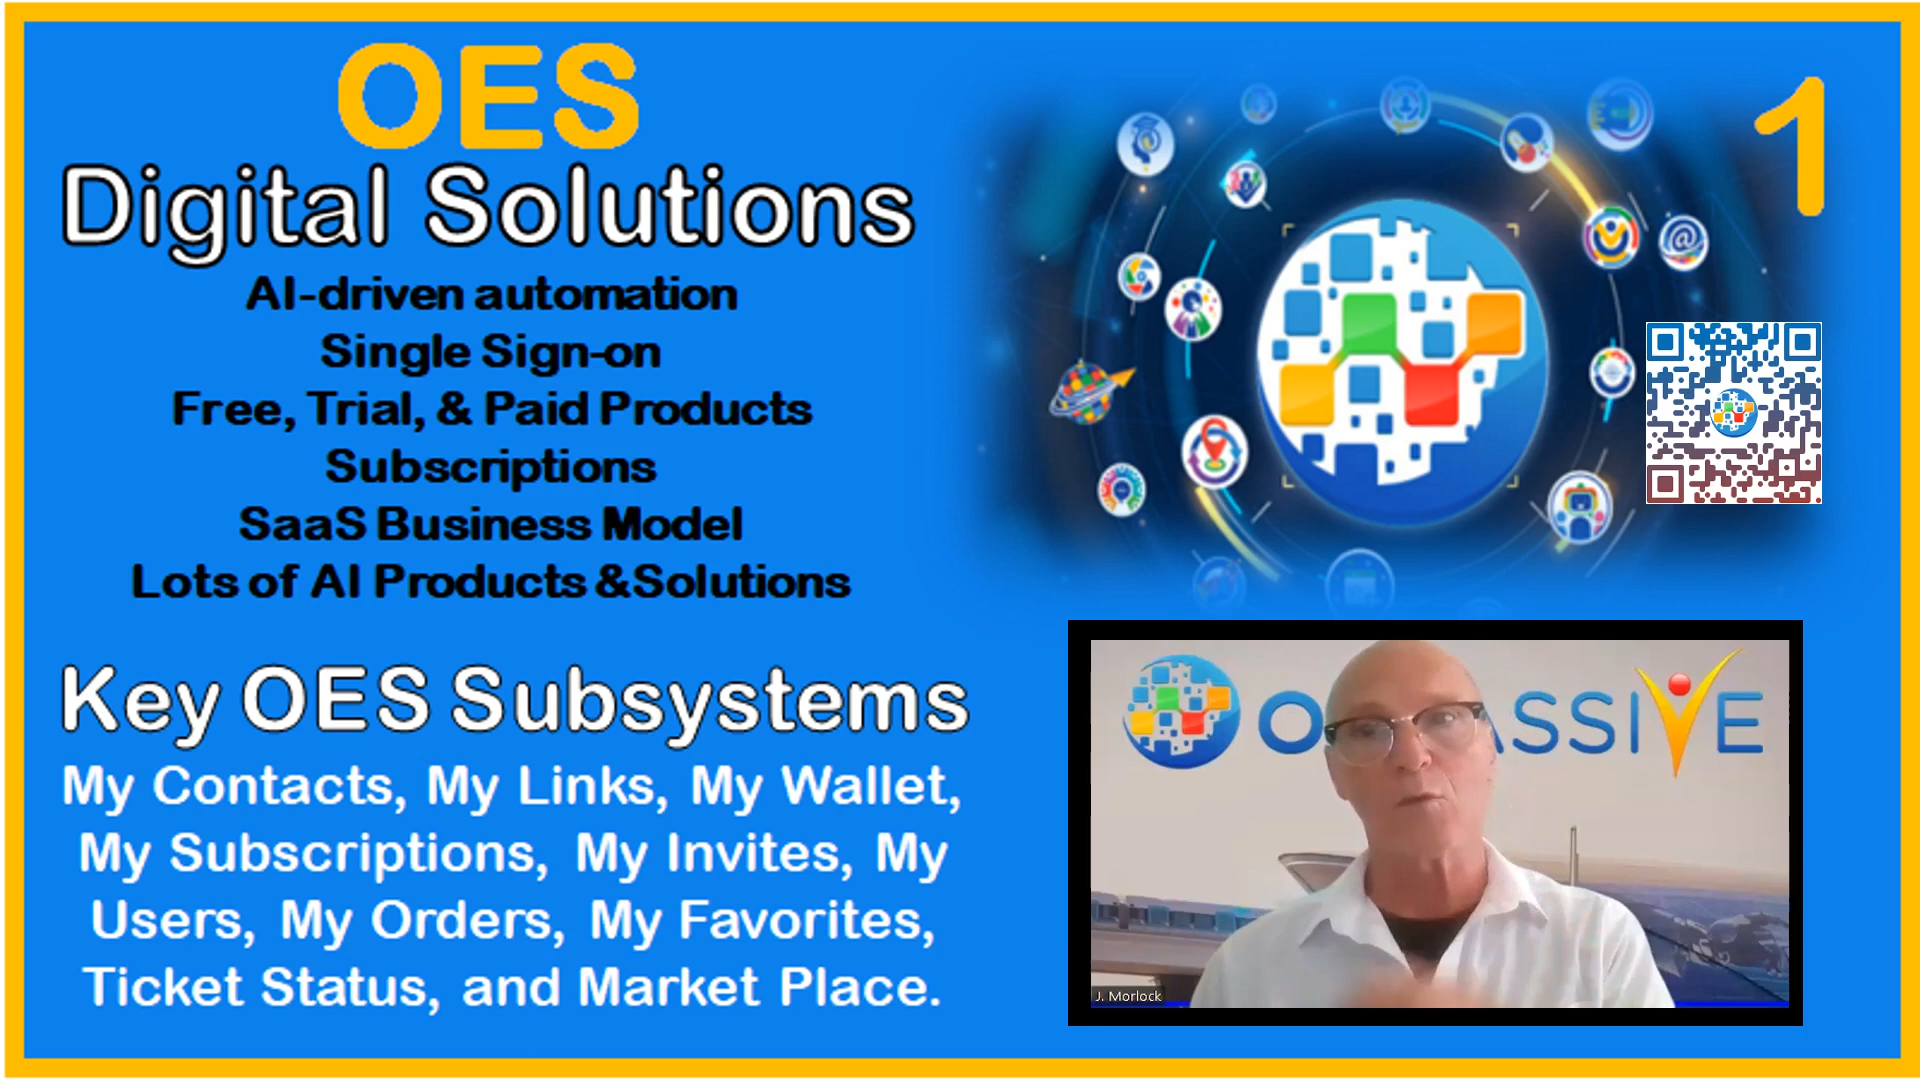 OES
Digital Solutions
AI-driven automation
Single Sign-on
Free, Trial, & Paid Products
Subscriptions
SaaS Business Model
Lots of AI Products &Solutions
Key OES Subsystems
My Contacts, My Links, My Wallet,
My Subscriptions, My Invites, My
Users, My Orders, My Favorites,
Ticket Status, and Market Place.
1
@
O ASSIVE
J. Morlock